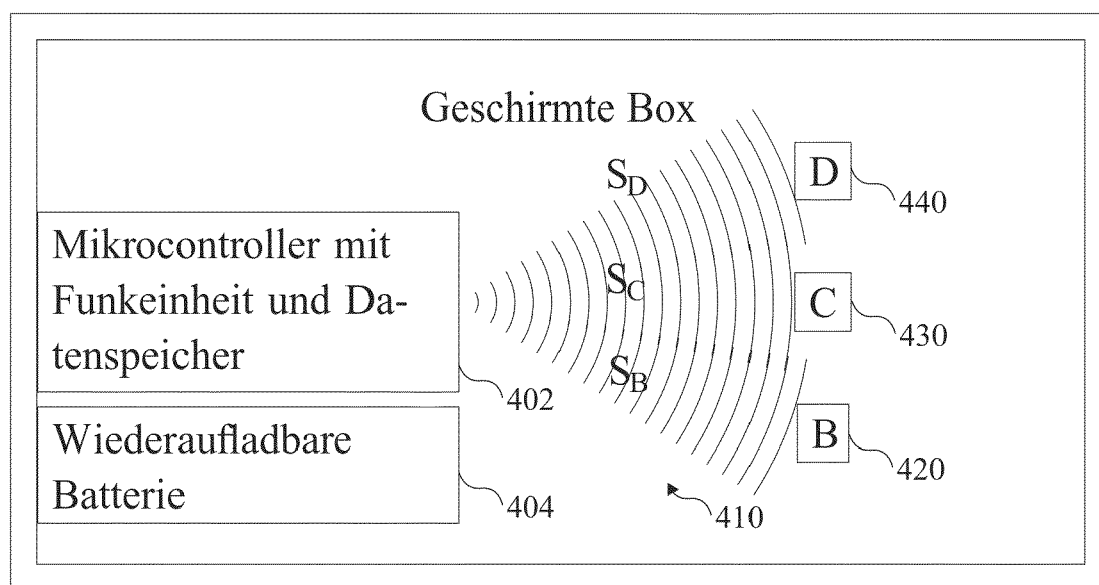 Geschirmte Box
S_D
D
440
Mikrocontroller mit
Funkeinheit und Da-
tenspeicher
402
S_C
C
430
S_B
B
420
Wiederaufladbare
Batterie
404
410